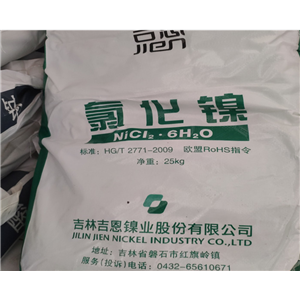 吉恩
JIEN
氯化镍
NiCl₂·6H₂O
标准:HG/T 2771-2009 欧盟RoHS指令
净重:25kg
吉林吉恩镍业股份有限公司
JILIN JIEN NICKEL INDUSTRY CO.,LTD
地址:吉林省磐石市红旗岭镇
服务(投诉)电话:0432-65610671